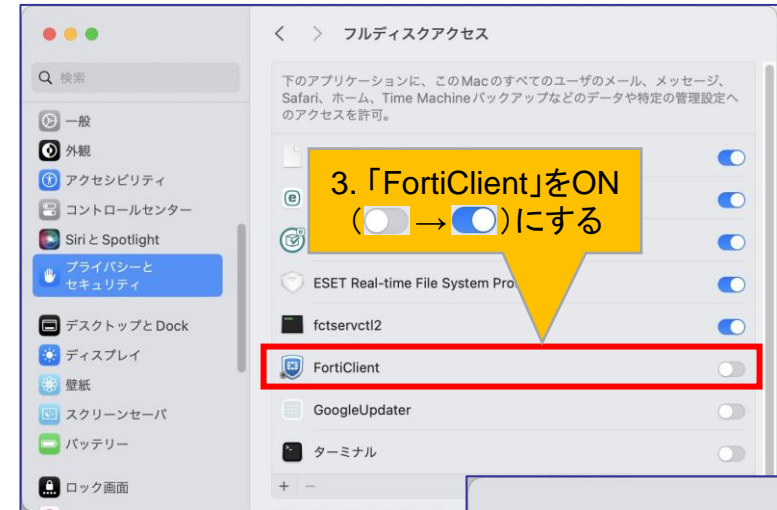 フルディスクアクセス
検索
一般
外観
アクセシビリティ
コントロールセンター
Siri と Spotlight
プライバシーと
セキュリティ
デスクトップと Dock
ディスプレイ
壁紙
スクリーンセーバ
バッテリー
ロック画面
下のアプリケーションに、このMacのすべてのユーザのメール、メッセージ、
Safari、ホーム、Time Machineバックアップなどのデータや特定の管理設定へ
のアクセスを許可。
3. 「FortiClient」をON
(→)にする
ESET Real-time File System Pro
fctservctl2
FortiClient
GoogleUpdater
ターミナル
+ −